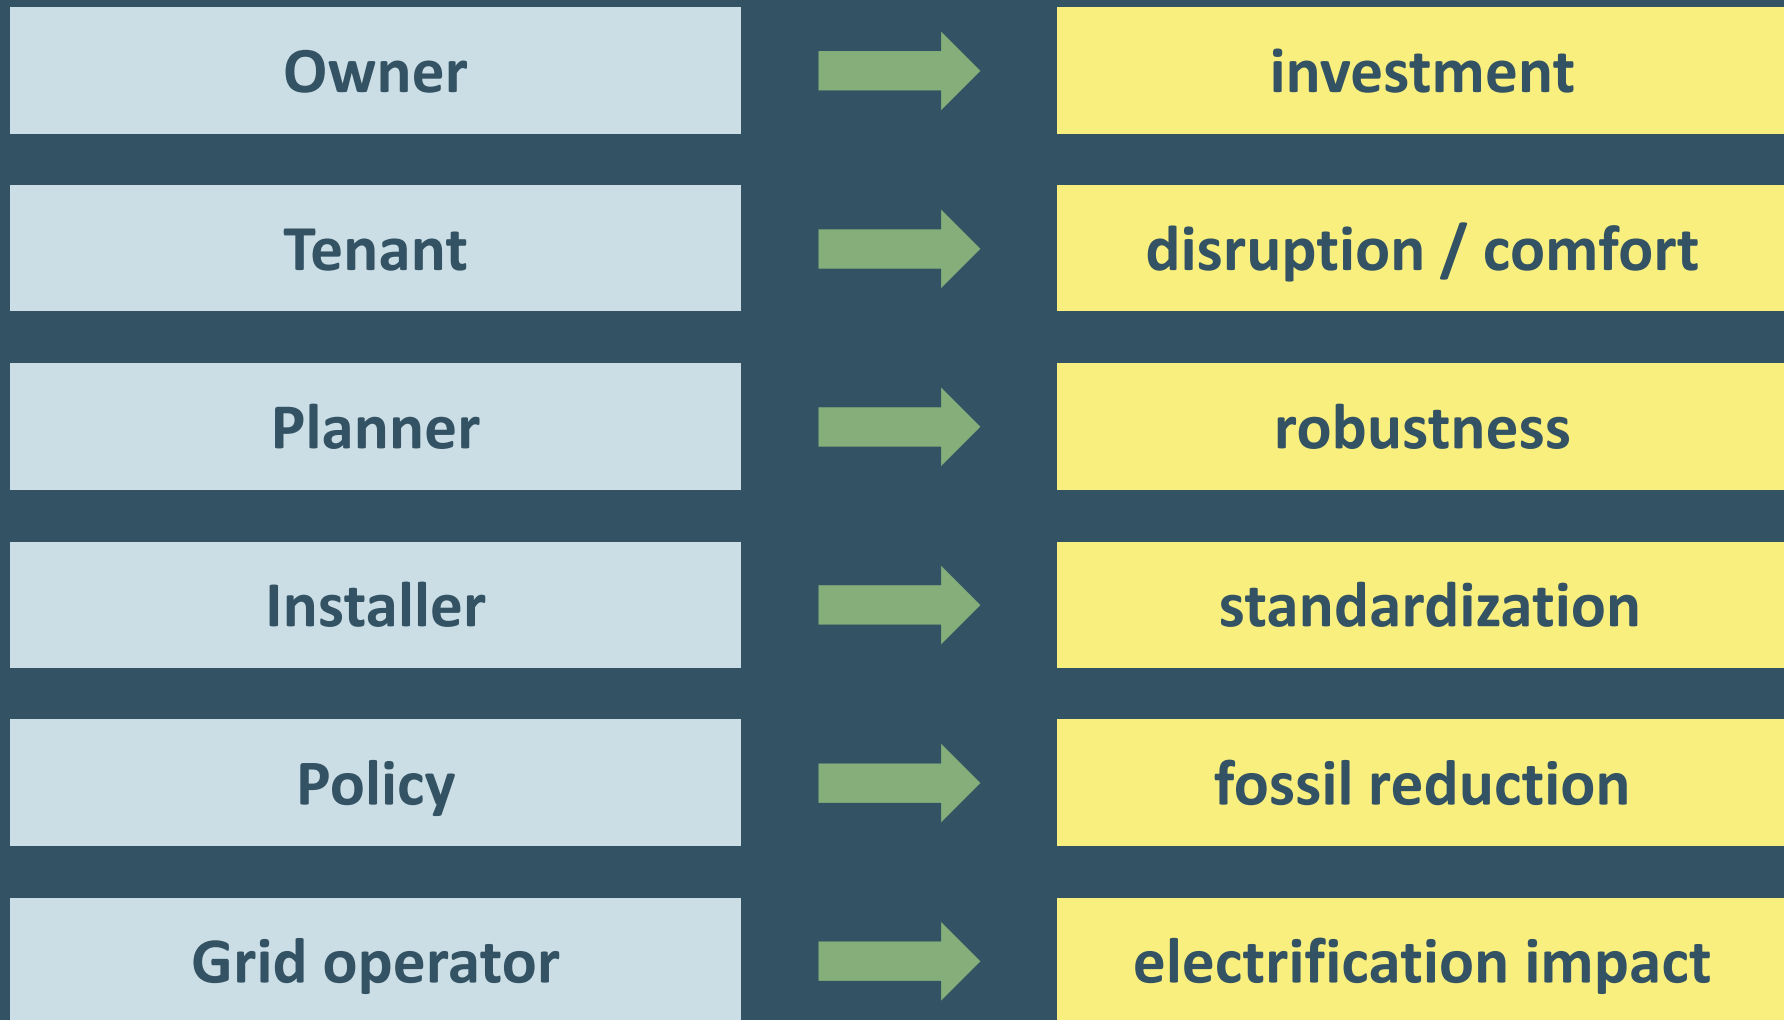 Owner
investment
Tenant
disruption / comfort
Planner
robustness
Installer
standardization
Policy
fossil reduction
Grid operator
electrification impact